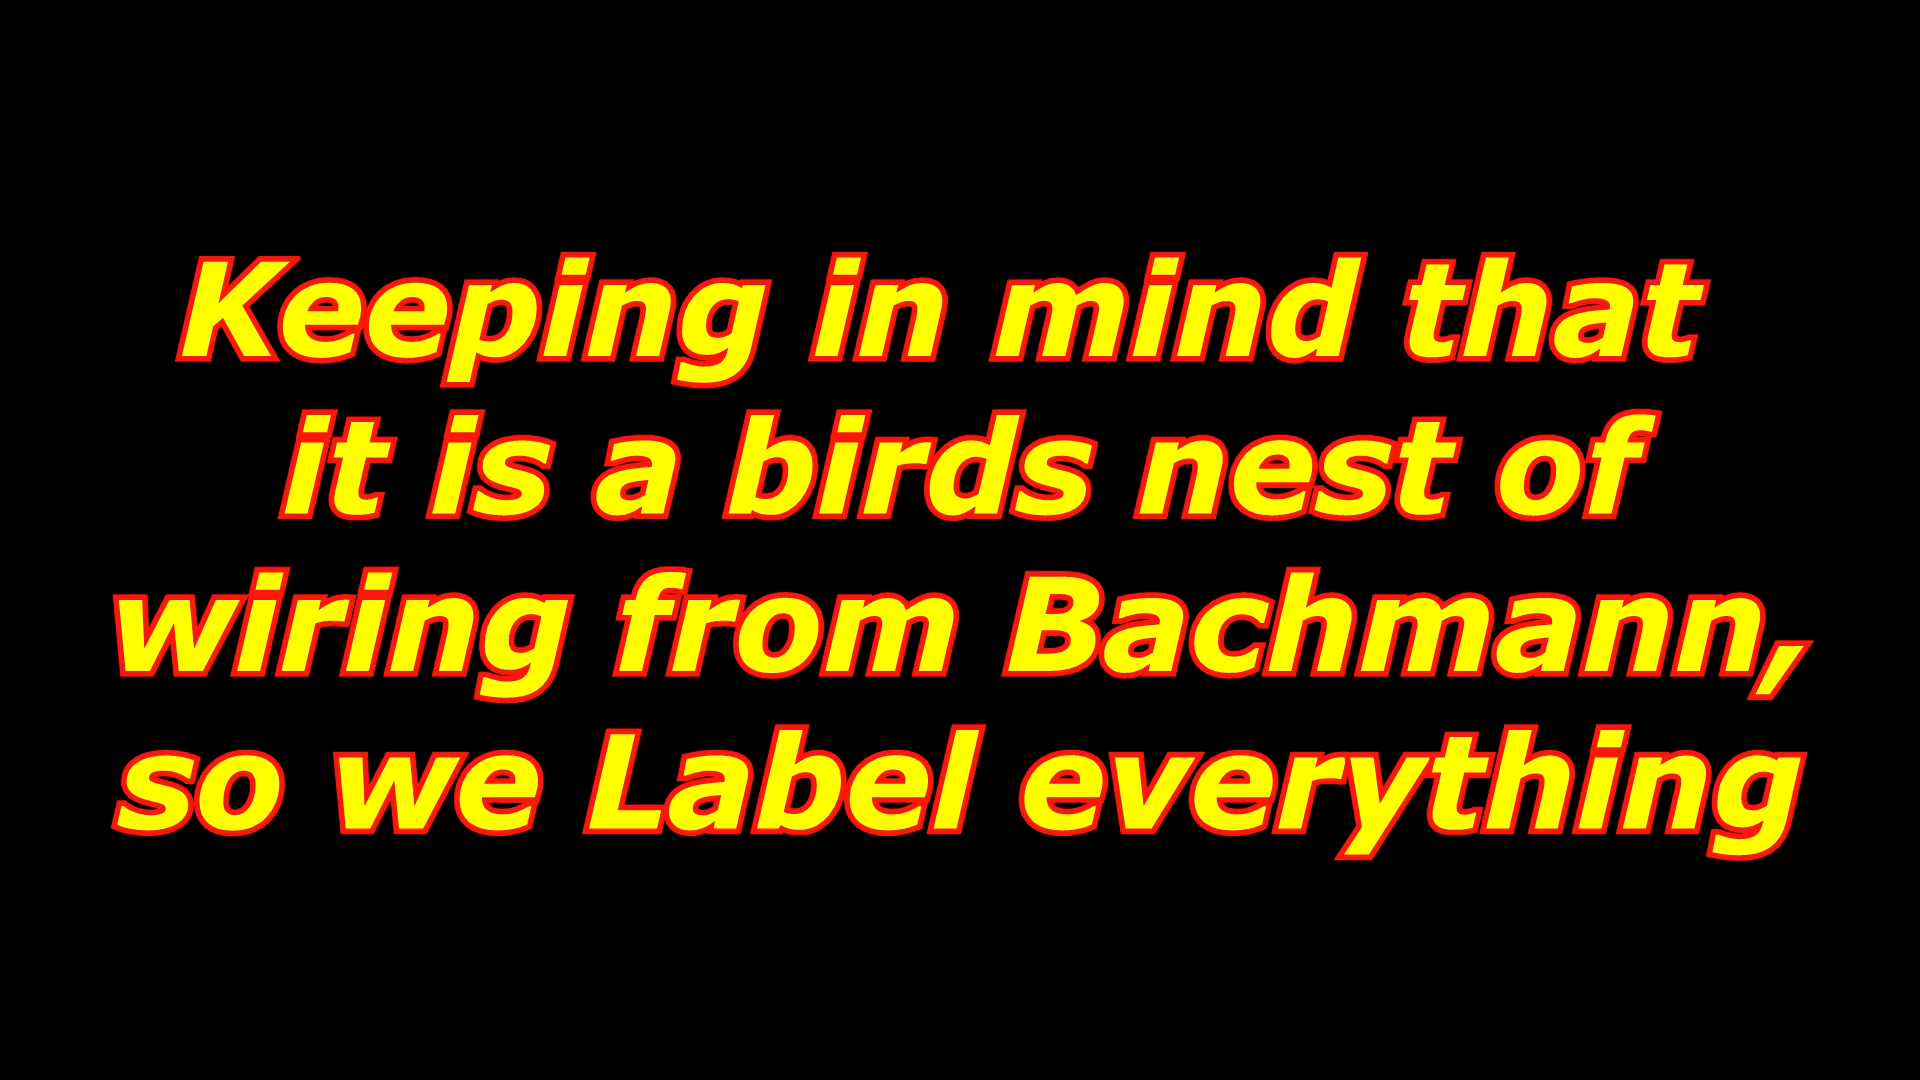 Keeping in mind that
it is a birds nest of
wiring from Bachmann,
so we Label everything